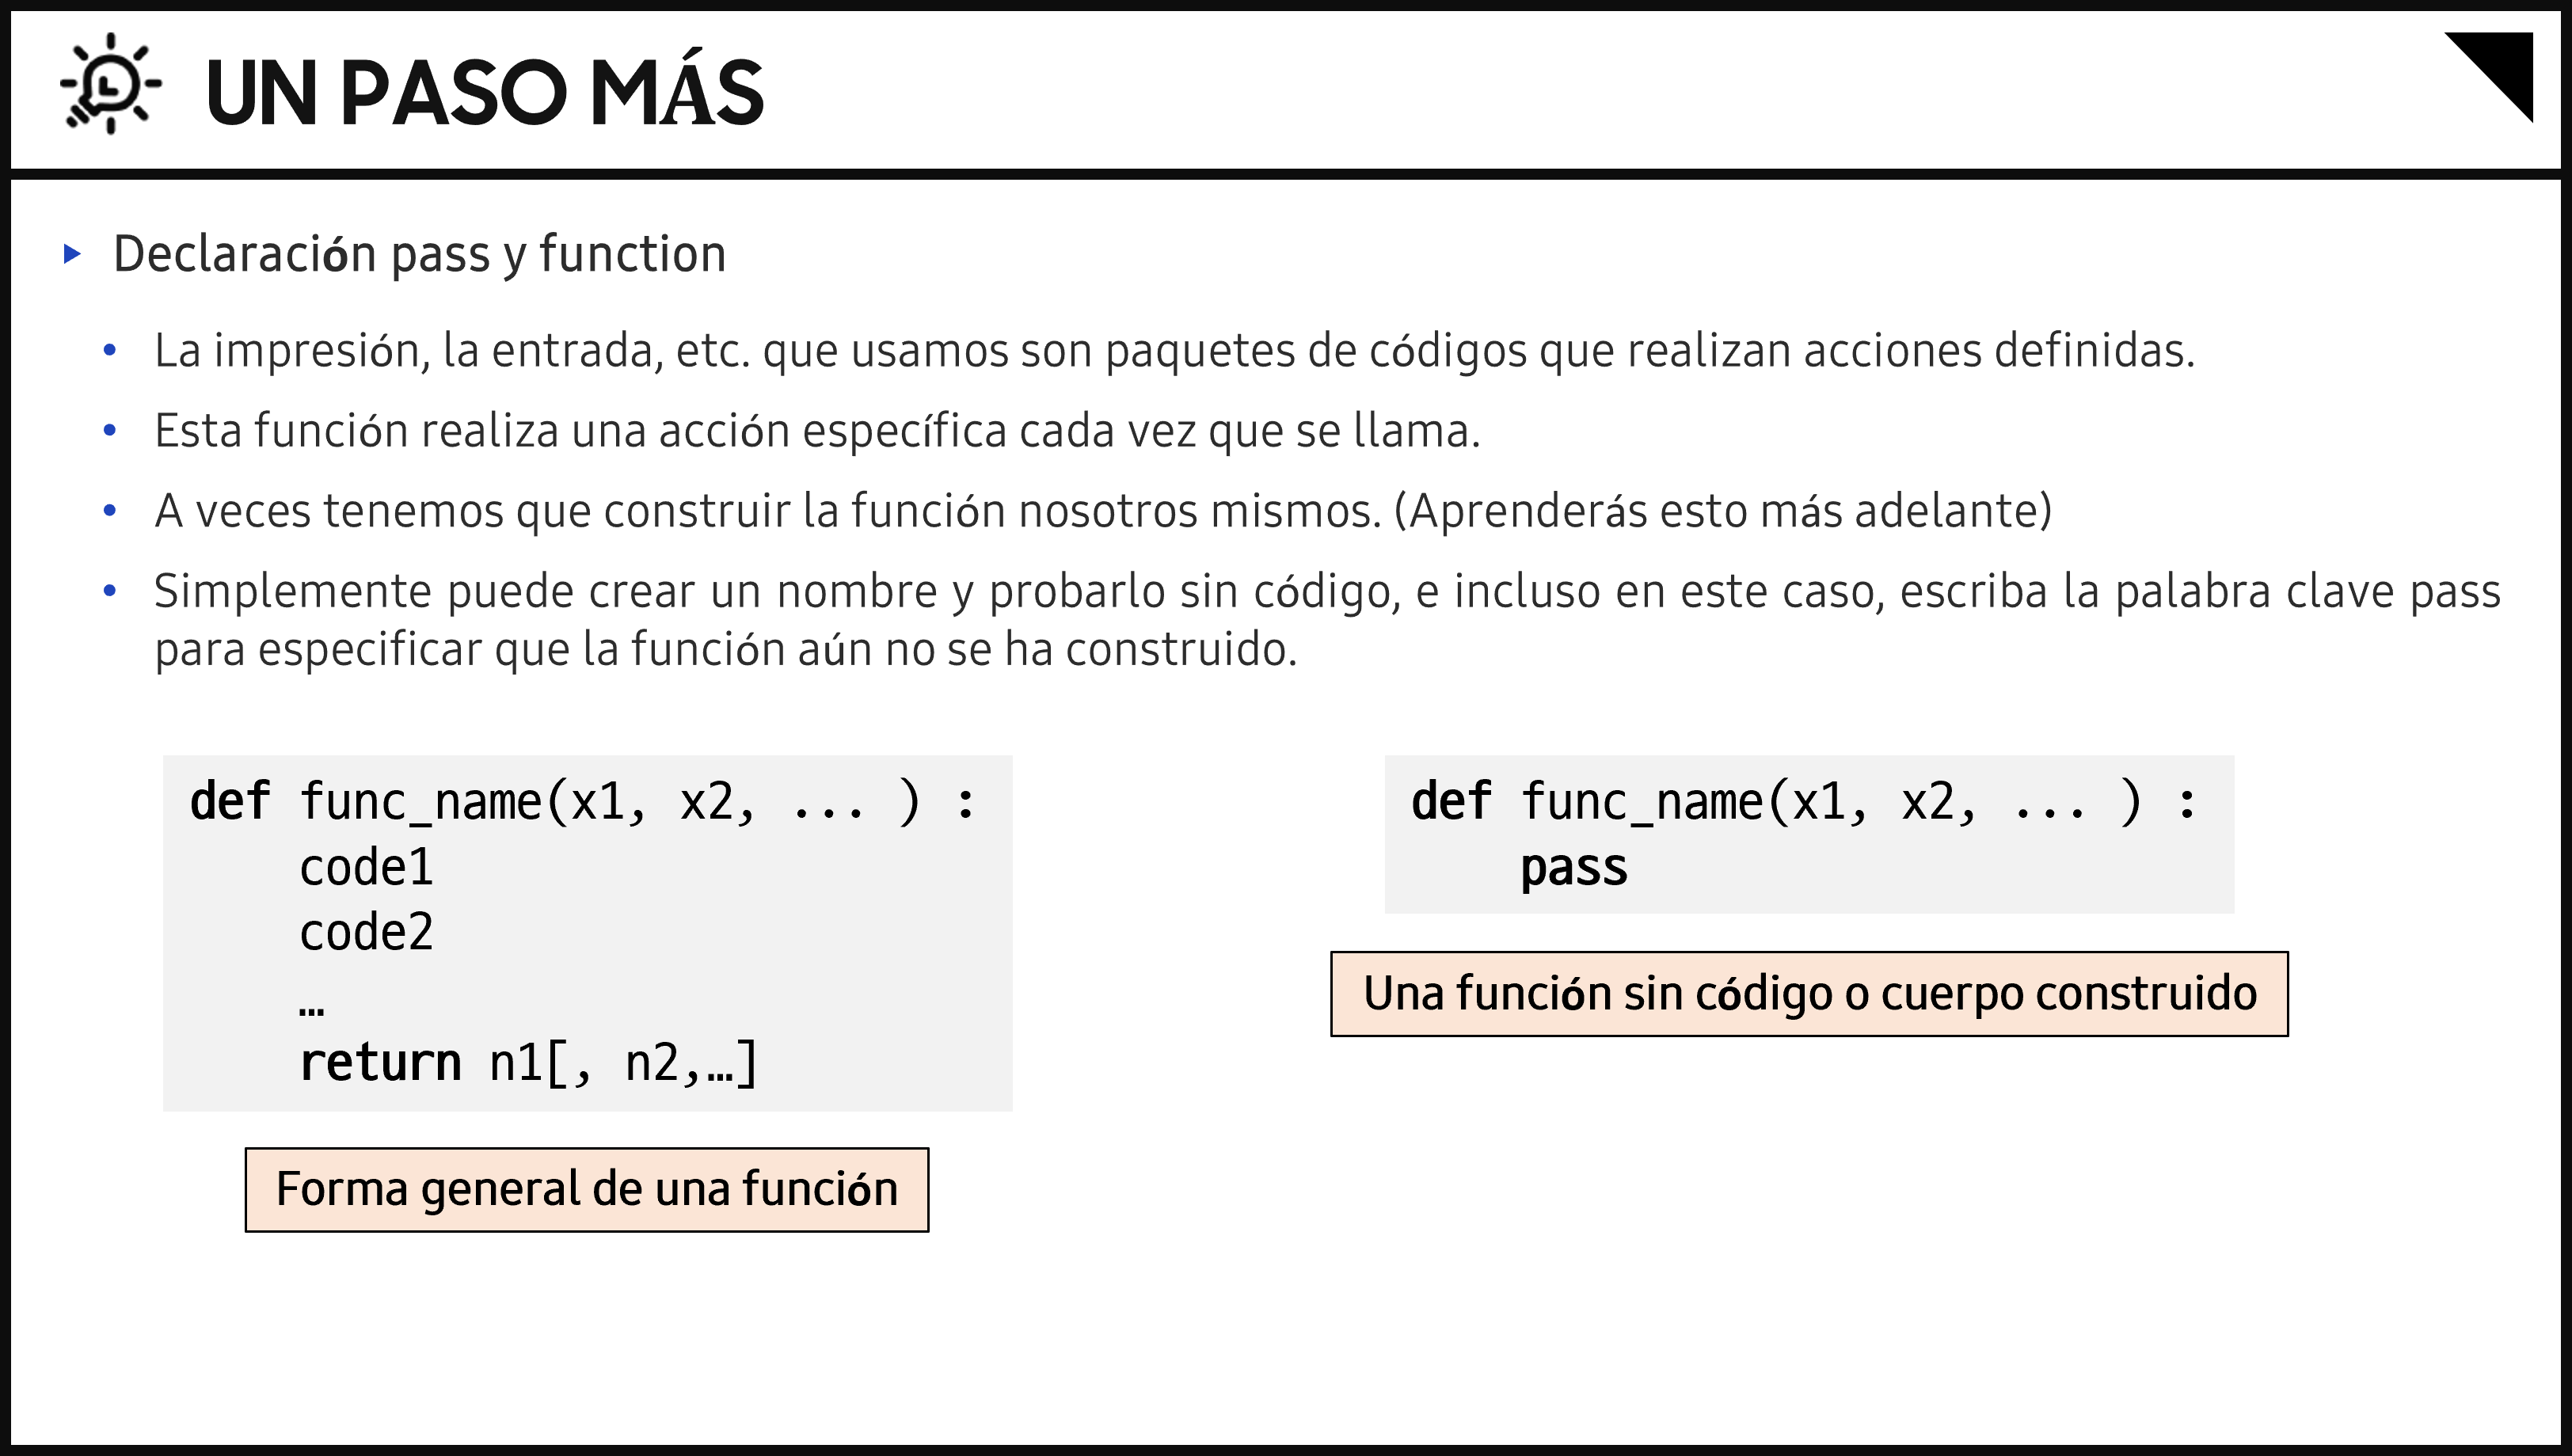 UN PASO MÁS
Declaración pass y function
La impresión, la entrada, etc. que usamos son paquetes de códigos que realizan acciones definidas.
Esta función realiza una acción específica cada vez que se llama.
A veces tenemos que construir la función nosotros mismos. (Aprenderás esto más adelante)
Simplemente puede crear un nombre y probarlo sin código, e incluso en este caso, escriba la palabra clave pass
para especificar que la función aún no se ha construido.
def func_name(x1, x2, ... ) :
    code1
    code2
    …
    return n1[, n2,…]
Forma general de una función
def func_name(x1, x2, ... ) :
    pass
Una función sin código o cuerpo construido